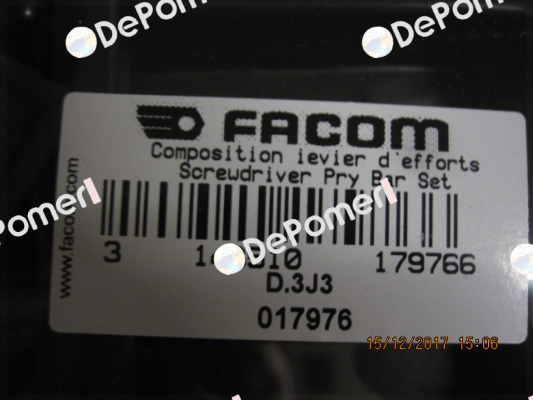 DePomeri
DePomeri
FACOM
Composition levier d'efforts
Screwdriver Pry Bar Set
www.facom.com
DePomeri
DePomeri
3 179766
D.3J3
017976
15/12/2017 15:06